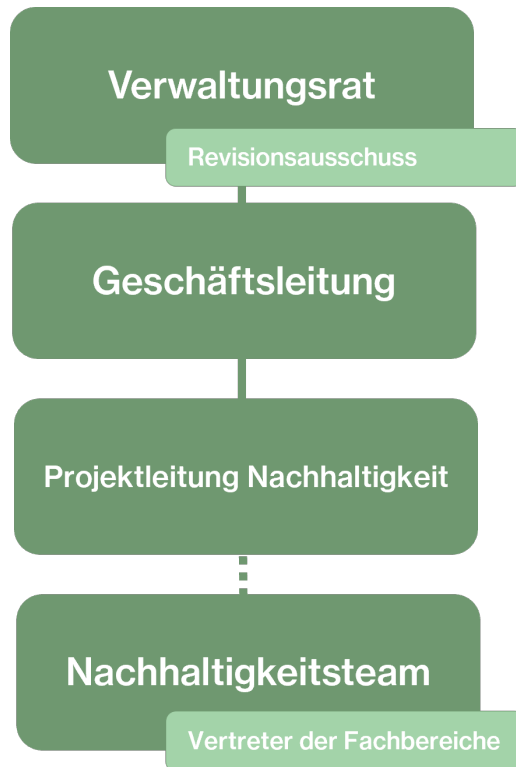 Verwaltungsrat
Revisionsausschuss
Geschäftsleitung
Projektleitung Nachhaltigkeit
Nachhaltigkeitsteam
Vertreter der Fachbereiche